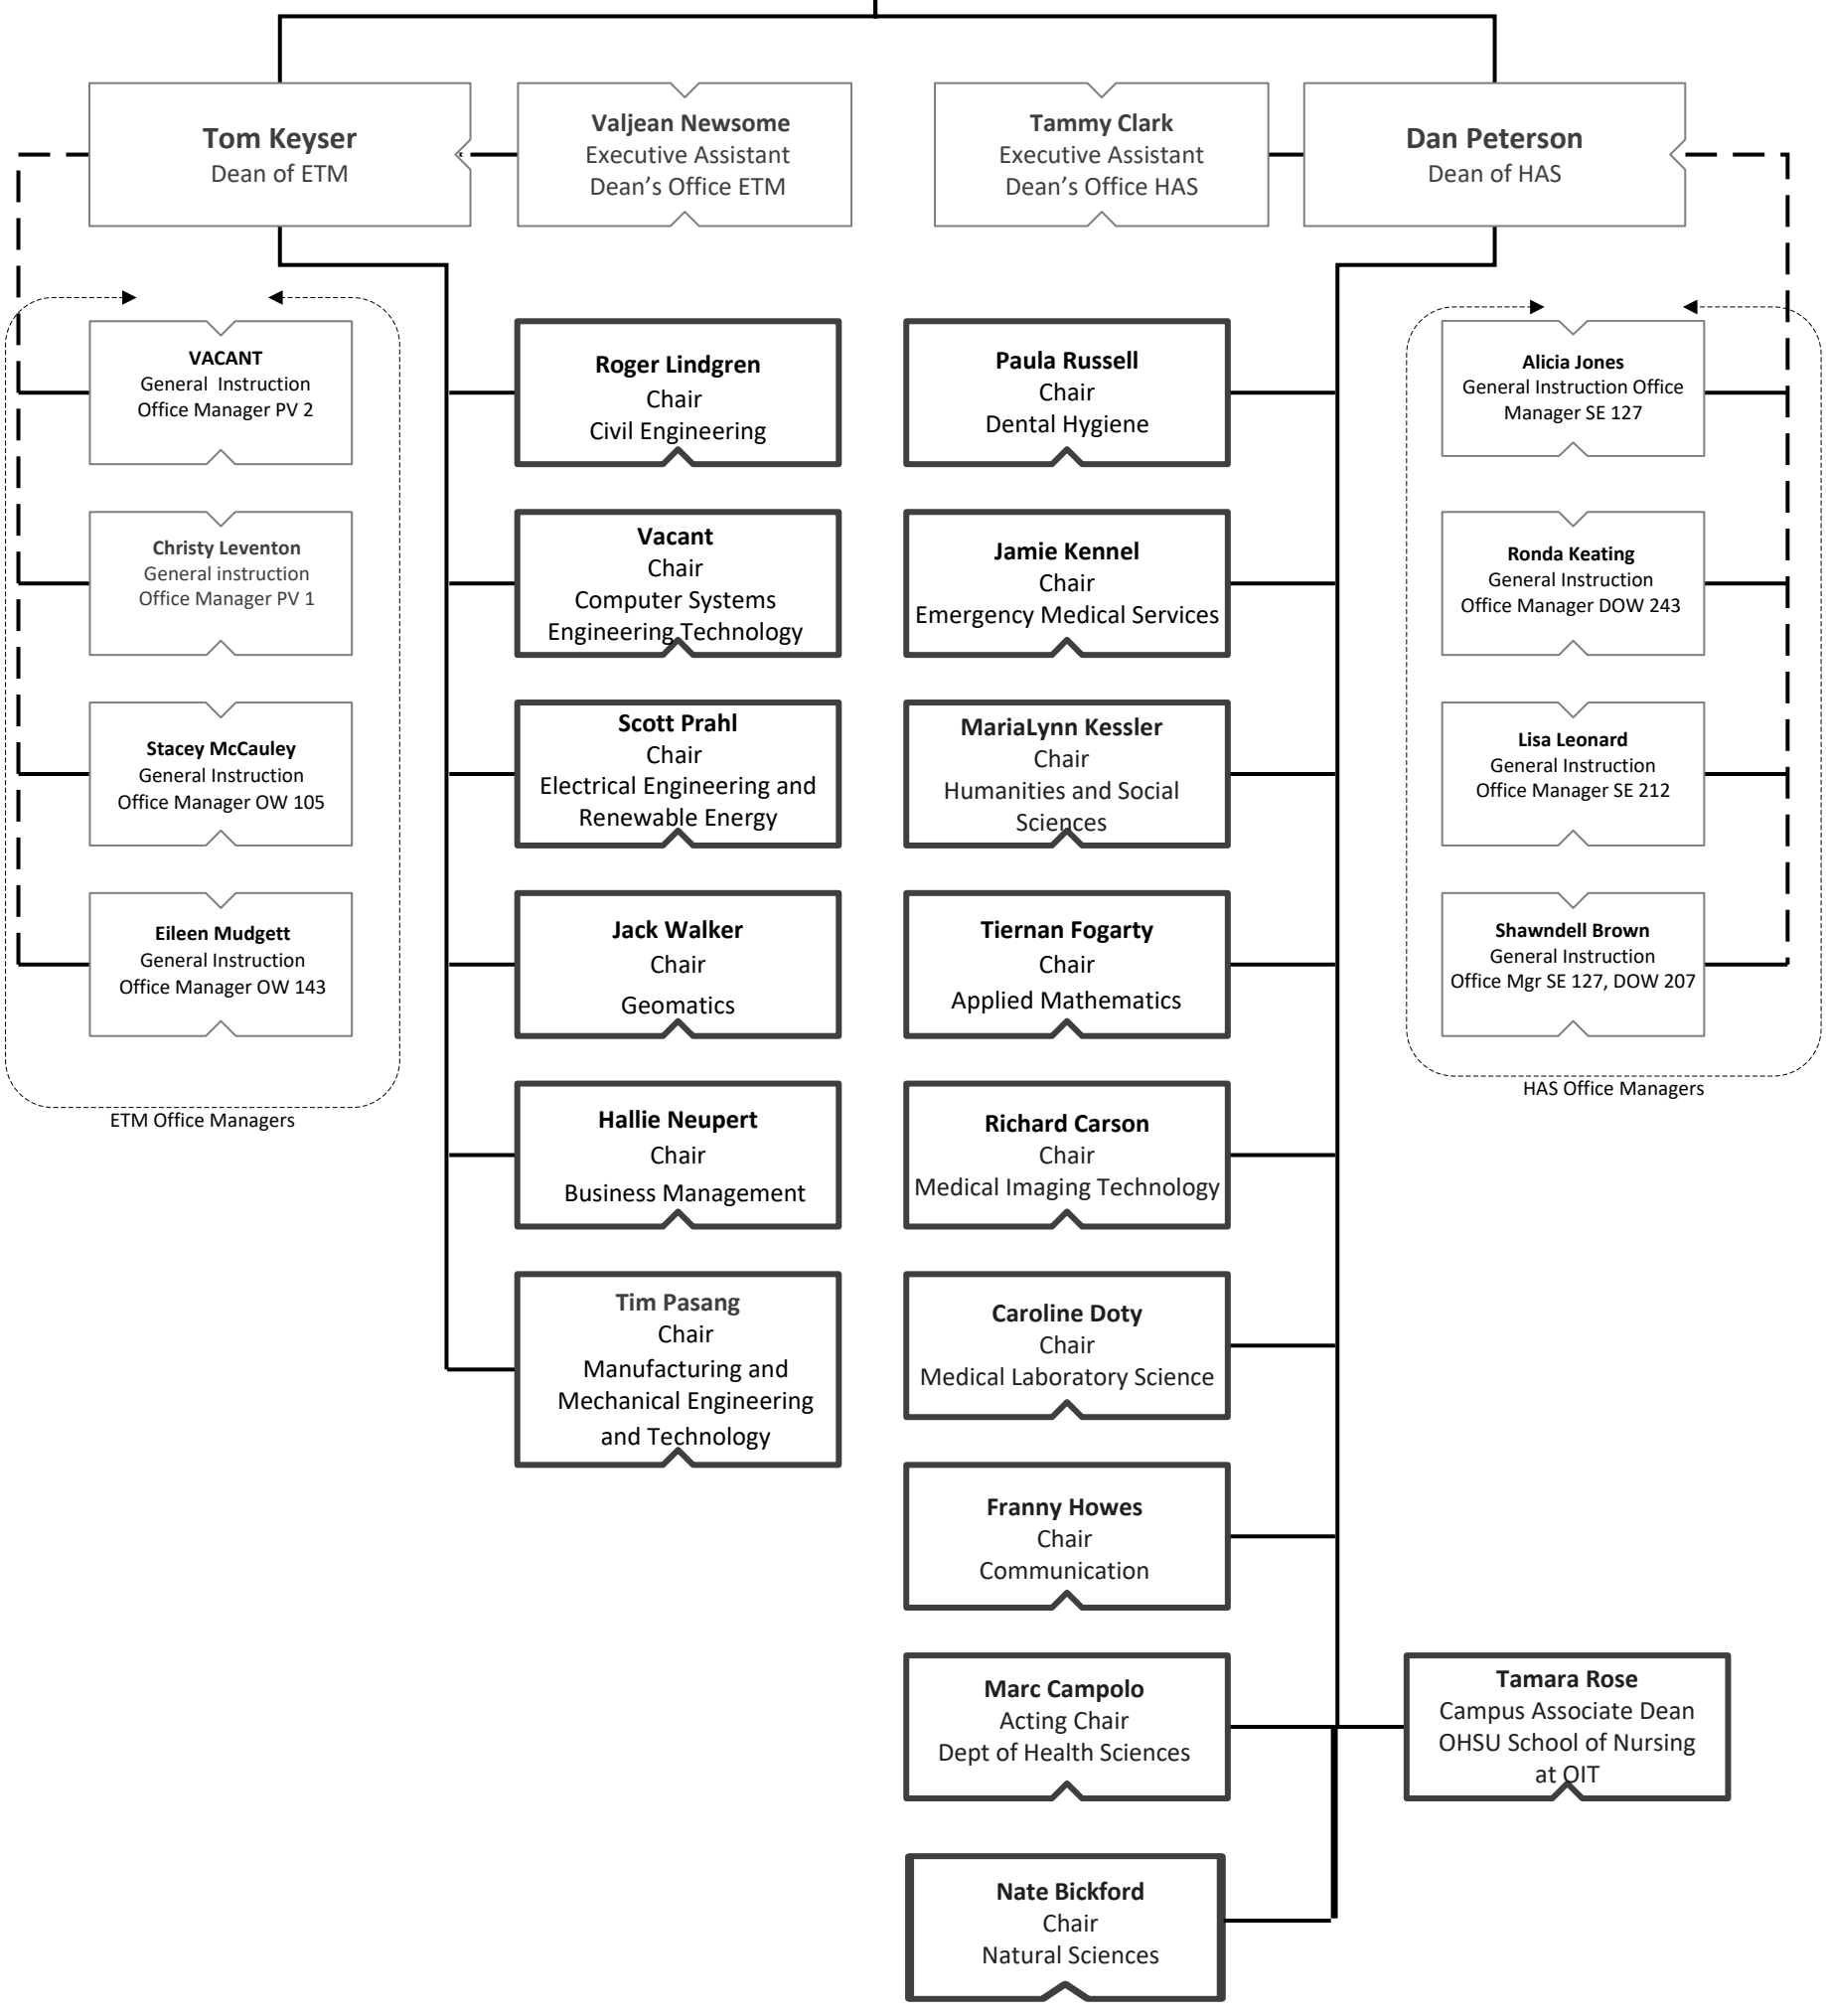 Tom Keyser
Dean of ETM
Valjean Newsome
Executive Assistant
Dean’s Office ETM
Tammy Clark
Executive Assistant
Dean’s Office HAS
Dan Peterson
Dean of HAS
VACANT
General Instruction
Office Manager PV 2
Christy Leventon
General instruction
Office Manager PV 1
Stacey McCauley
General Instruction
Office Manager OW 105
Eileen Mudgett
General Instruction
Office Manager OW 143
ETM Office Managers
Roger Lindgren
Chair
Civil Engineering
Vacant
Chair
Computer Systems
Engineering Technology
Scott Prahl
Chair
Electrical Engineering and
Renewable Energy
Jack Walker
Chair
Geomatics
Hallie Neupert
Chair
Business Management
Tim Pasang
Chair
Manufacturing and
Mechanical Engineering
and Technology
Paula Russell
Chair
Dental Hygiene
Jamie Kennel
Chair
Emergency Medical Services
MariaLynn Kessler
Chair
Humanities and Social
Sciences
Tiernan Fogarty
Chair
Applied Mathematics
Richard Carson
Chair
Medical Imaging Technology
Caroline Doty
Chair
Medical Laboratory Science
Franny Howes
Chair
Communication
Marc Campolo
Acting Chair
Dept of Health Sciences
Nate Bickford
Chair
Natural Sciences
Alicia Jones
General Instruction Office
Manager SE 127
Ronda Keating
General Instruction
Office Manager DOW 243
Lisa Leonard
General Instruction
Office Manager SE 212
Shawndell Brown
General Instruction
Office Mgr SE 127, DOW 207
HAS Office Managers
Tamara Rose
Campus Associate Dean
OHSU School of Nursing
at OIT